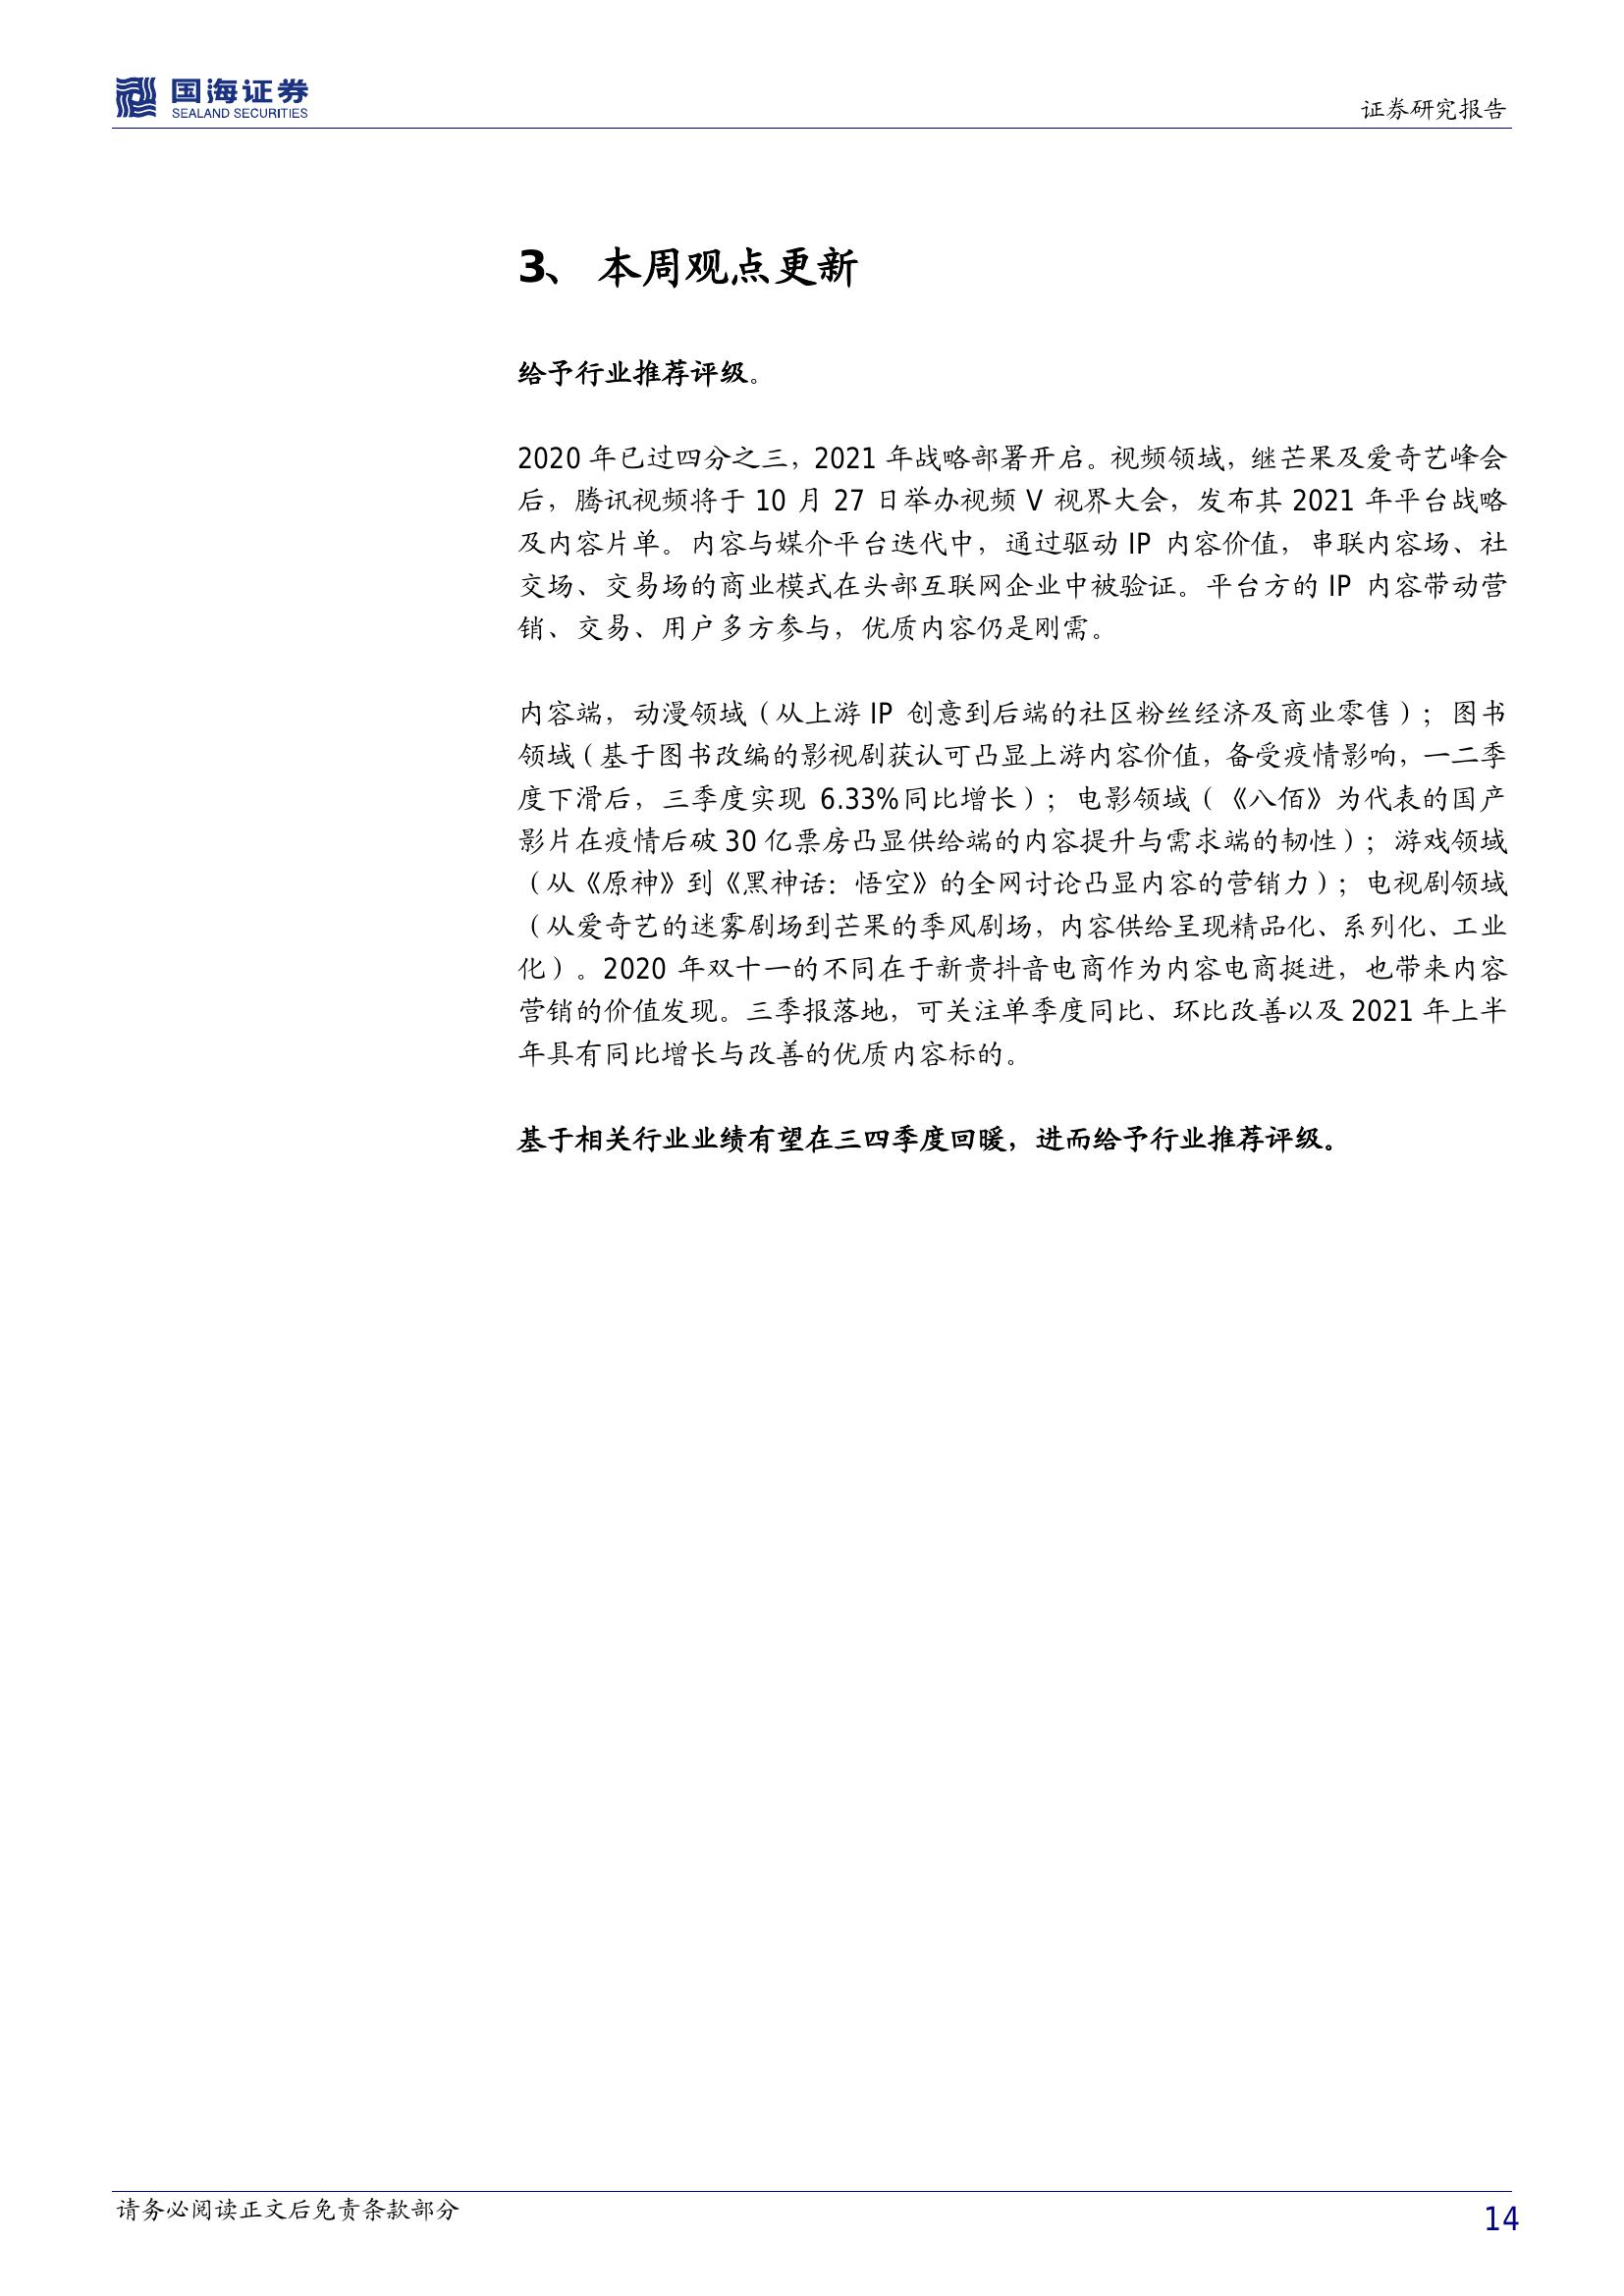 国海证券
SEALAND SECURITIES
证券研究报告
3、 本周观点更新
给予行业推荐评级。
2020 年已过四分之三，2021 年战略部署开启。视频领域，继芒果及爱奇艺峰会
后，腾讯视频将于 10 月 27 日举办视频 V 视界大会，发布其 2021 年平台战略
及内容片单。内容与媒介平台迭代中，通过驱动 IP 内容价值，串联内容场、社
交场、交易场的商业模式在头部互联网企业中被验证。平台方的 IP 内容带动营
销、交易、用户多方参与，优质内容仍是刚需。
内容端，动漫领域（从上游 IP 创意到后端的社区粉丝经济及商业零售）；图书
领域（基于图书改编的影视剧获认可凸显上游内容价值，备受疫情影响，一二季
度下滑后，三季度实现 6.33%同比增长）；电影领域（《八佰》为代表的国产
影片在疫情后破 30 亿票房凸显供给端的内容提升与需求端的韧性）；游戏领域
（从《原神》到《黑神话：悟空》的全网讨论凸显内容的营销力）；电视剧领域
（从爱奇艺的迷雾剧场到芒果的季风剧场，内容供给呈现精品化、系列化、工业
化）。2020 年双十一的不同在于新贵抖音电商作为内容电商挺进，也带来内容
营销的价值发现。三季报落地，可关注单季度同比、环比改善以及 2021 年上半
年具有同比增长与改善的优质内容标的。
基于相关行业业绩有望在三四季度回暖，进而给予行业推荐评级。
请务必阅读正文后免责条款部分
14